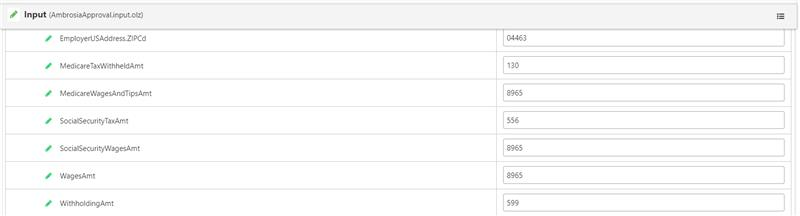 Input (AmbrosiaApproval.input.olz)
EmployerUSAddress.ZIPCd 04463
MedicareTaxWithheldAmt 130
MedicareWagesAndTipsAmt 8965
SocialSecurityTaxAmt 556
SocialSecurityWagesAmt 8965
WagesAmt 8965
WithholdingAmt 599